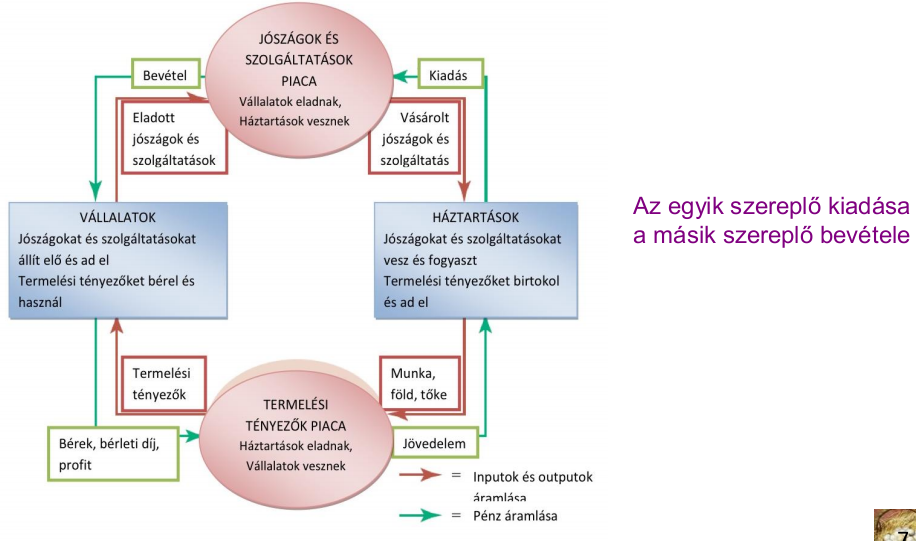 JÓSZÁGOK ÉS
SZOLGÁLTATÁSOK
PIACA
Vállalatok eladnak,
Háztartások vesznek
Bevétel
Kiadás
Eladott
jószágok és
szolgáltatások
Vásárolt
jószágok és
szolgáltatás
VÁLLALATOK
Jószágokat és szolgáltatásokat
állít elő és ad el
Termelési tényezőket bérel és
használ
HÁZTARTÁSOK
Jószágokat és szolgáltatásokat
vesz és fogyaszt
Termelési tényezőket birtokol
és ad el
Az egyik szereplő kiadása
a másik szereplő bevétele
Termelési
tényezők
Munka,
föld, tőke
TERMELÉSI
TÉNYEZŐK PIACA
Háztartások eladnak,
Vállalatok vesznek
Bérek, bérleti díj,
profit
Jövedelem
= Inputok és outputok
áramlása
= Pénz áramlása
7